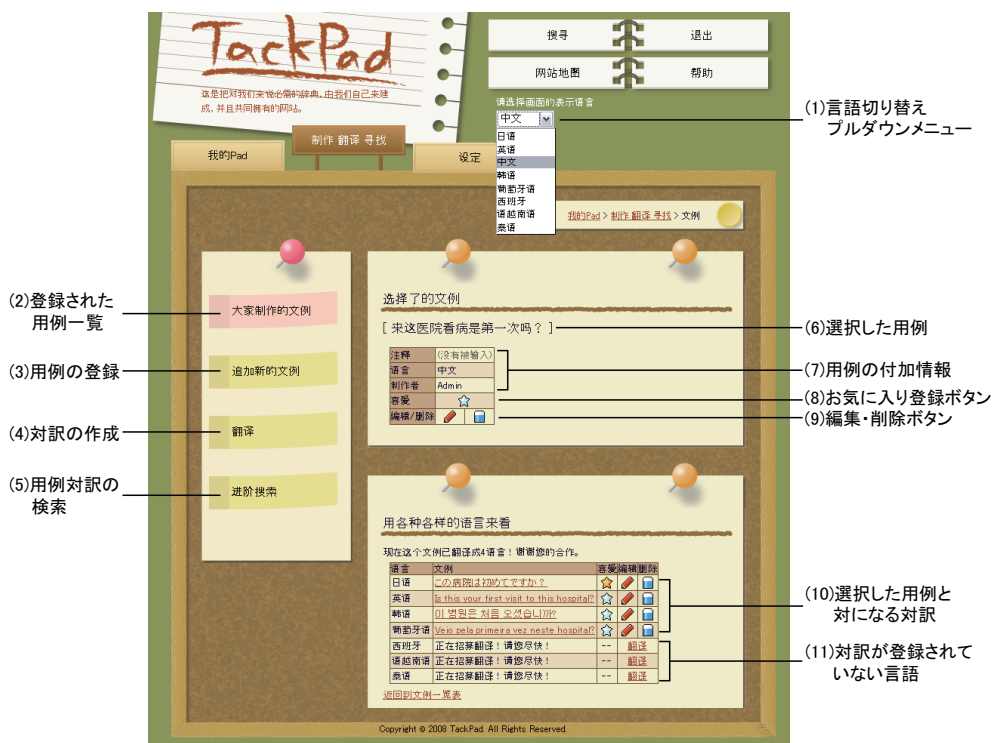 TackPad
这是把对我们来说必需的辞典,由我们自己来建
成,并且共同拥有的网站。
搜寻
退出
网站地图
帮助
请选择画面的表示语言
中文
日语
英语
中文
韩语
葡萄牙语
西班牙
语越南语
泰语
我的Pad
制作 翻译 寻找
设定
我的Pad > 制作 翻译 寻找 > 文例
大家制作的文例
追加新的文例
翻译
进阶搜索
选择了的文例
[ 来这医院看病是第一次吗？ ]
注释 (没有被输入)
语言 中文
制作者 Admin
喜爱
编辑/删除
用各种各样的语言来看
现在这个文例已翻译成4语言！谢谢您的合作。
语言 文例 喜爱 编辑 删除
日语 この病院は初めてですか？
英语 Is this your first visit to this hospital?
韩语 이 병원은 처음 오셨습니까?
葡萄牙语 Veio pela primeira vez neste hospital?
西班牙 正在招募翻译！请您尽快！ -- 翻译
语越南语 正在招募翻译！请您尽快！ -- 翻译
泰语 正在招募翻译！请您尽快！ -- 翻译
返回到文例一览表
Copyright © 2008 TackPad. All Rights Reserved.
(1)言語切り替え
プルダウンメニュー
(2)登録された
用例一覧
(3)用例の登録
(4)対訳の作成
(5)用例対訳の
検索
(6)選択した用例
(7)用例の付加情報
(8)お気に入り登録ボタン
(9)編集・削除ボタン
(10)選択した用例と
対になる対訳
(11)対訳が登録されて
いない言語